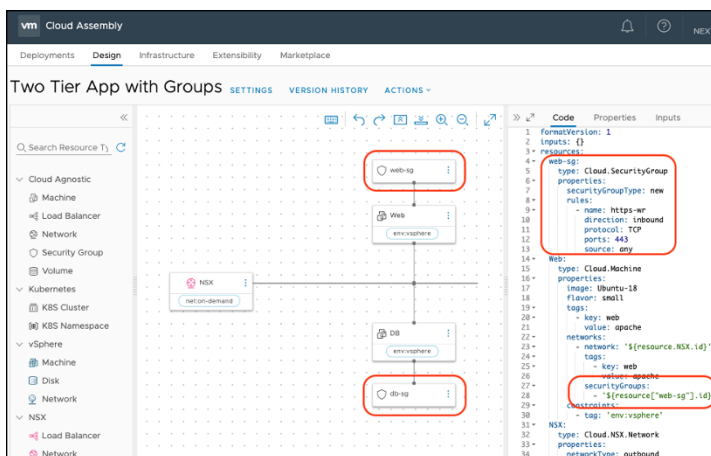 vm Cloud Assembly
NEX
Deployments Design Infrastructure Extensibility Marketplace
Two Tier App with Groups SETTINGS VERSION HISTORY ACTIONS
Search Resource Ty
Cloud Agnostic
Machine
Load Balancer
Network
Security Group
Volume
Kubernetes
K8S Cluster
K8S Namespace
vSphere
Machine
Disk
Network
NSX
Load Balancer
Network
web-sg
Web
env:vsphere
NSX
net:on-demand
DB
env:vsphere
db-sg
Code Properties Inputs
1 formatVersion: 1
2 inputs: {}
3 resources:
4 web-sg:
5 type: Cloud.SecurityGroup
6 properties:
7 securityGroupType: new
8 rules:
9 - name: https-wr
10 direction: inbound
11 protocol: TCP
12 ports: 443
13 source: any
14 Web:
15 type: Cloud.Machine
16 properties:
17 image: Ubuntu-18
18 flavor: small
19 tags:
20 - key: web
21 value: apache
22 networks:
23 - network: '${resource.NSX.id}'
24 tags:
25 - key: web
26 value: apache
27 securityGroups:
28 - '${resource["web-sg"].id}
29 constraints:
30 - tag: 'env:vsphere'
31 NSX:
32 type: Cloud.NSX.Network
33 properties:
34 networkType: outbound